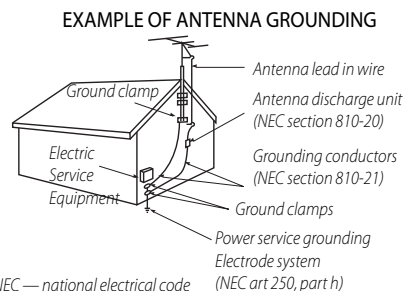 EXAMPLE OF ANTENNA GROUNDING
Antenna lead in wire
Ground clamp
Antenna discharge unit
(NEC section 810-20)
Electric
Service
Equipment
Grounding conductors
(NEC section 810-21)
Ground clamps
Power service grounding
Electrode system
(NEC art 250, part h)
NEC — national electrical code